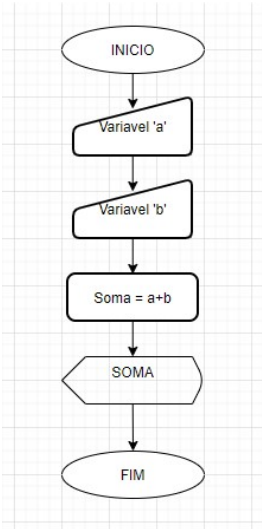 INICIO
Variavel 'a'
Variavel 'b'
Soma = a+b
SOMA
FIM